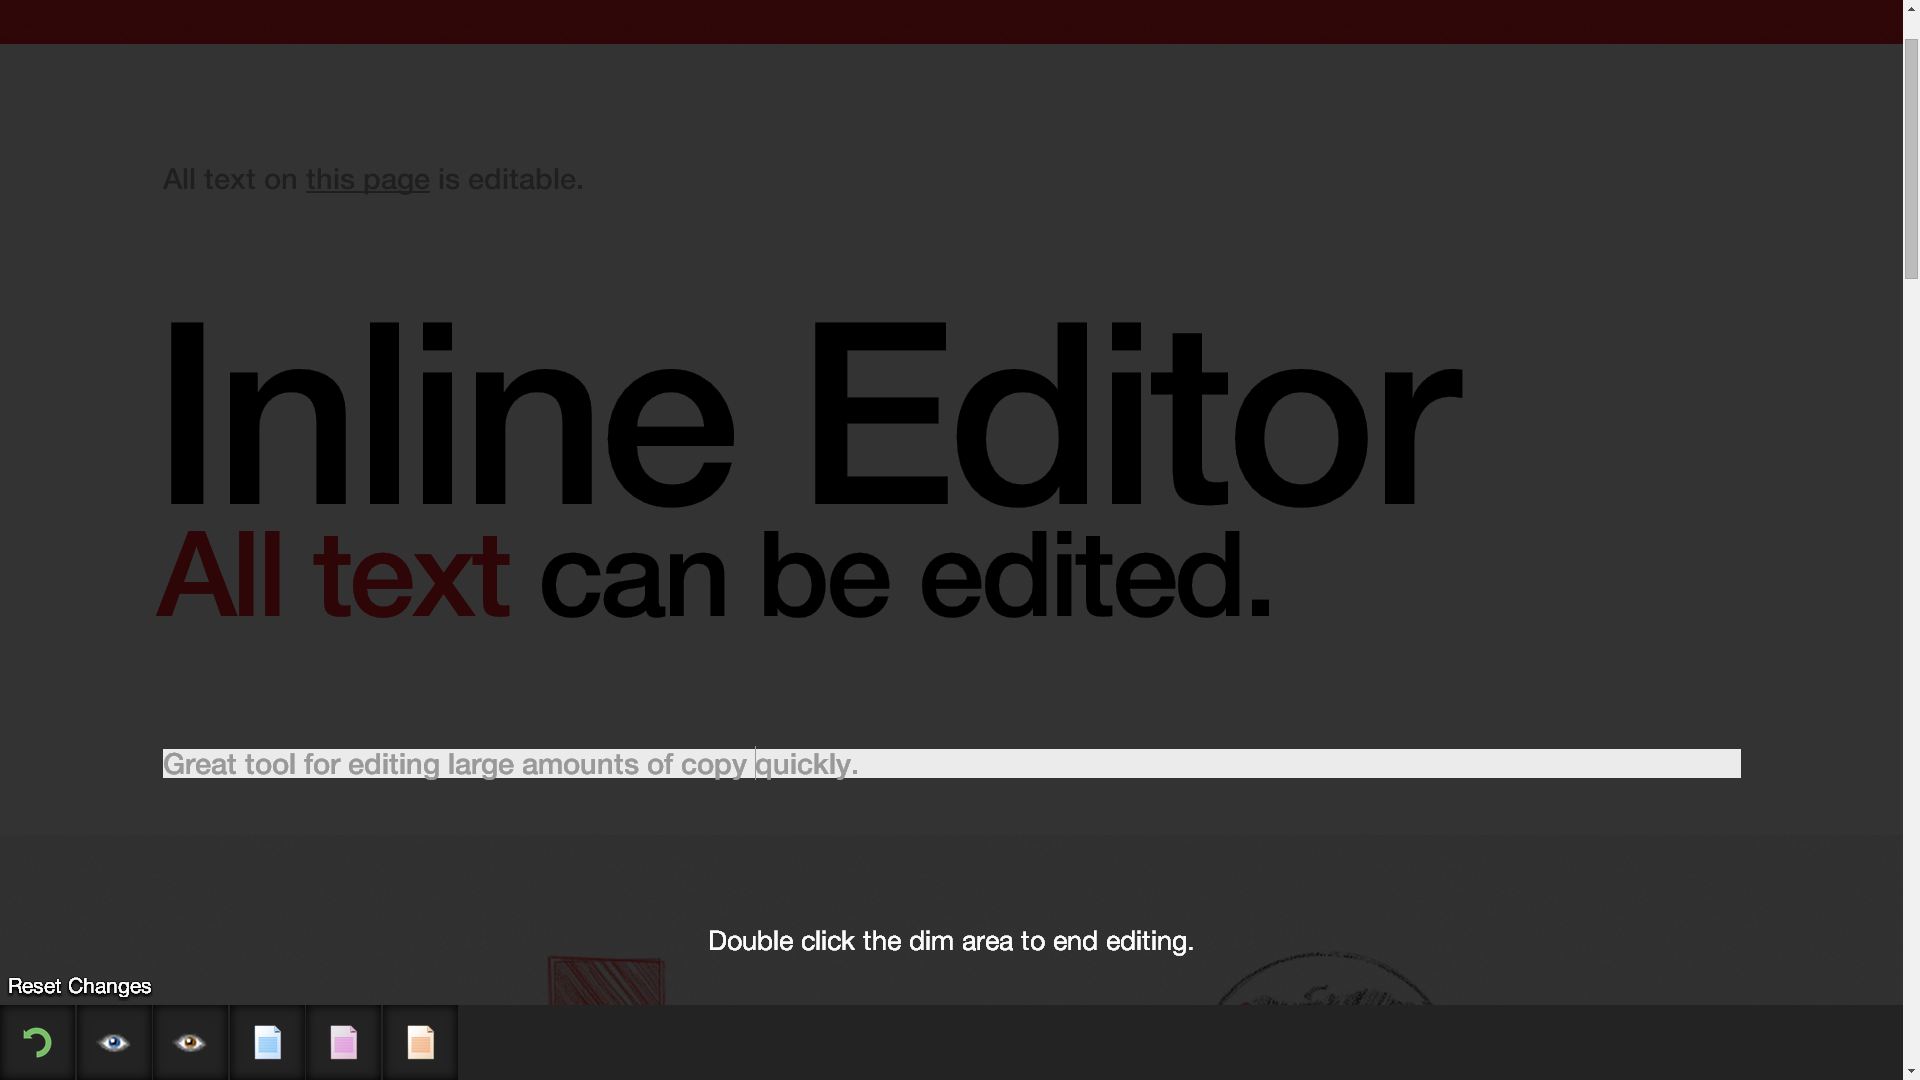 All text on this page is editable.
Inline Editor
All text can be edited.
Great tool for editing large amounts of copy quickly.
Double click the dim area to end editing.
Reset Changes